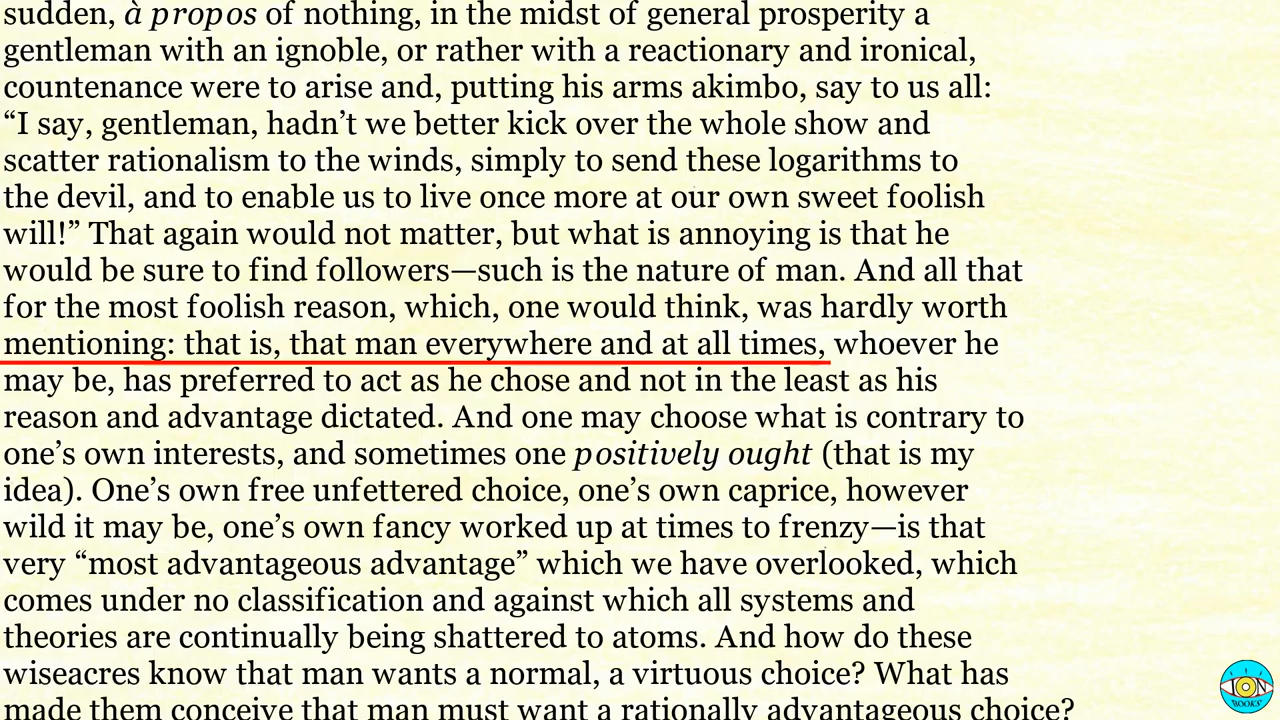 sudden, à propos of nothing, in the midst of general prosperity a
gentleman with an ignoble, or rather with a reactionary and ironical,
countenance were to arise and, putting his arms akimbo, say to us all:
“I say, gentleman, hadn’t we better kick over the whole show and
scatter rationalism to the winds, simply to send these logarithms to
the devil, and to enable us to live once more at our own sweet foolish
will!” That again would not matter, but what is annoying is that he
would be sure to find followers—such is the nature of man. And all that
for the most foolish reason, which, one would think, was hardly worth
mentioning: that is, that man everywhere and at all times, whoever he
may be, has preferred to act as he chose and not in the least as his
reason and advantage dictated. And one may choose what is contrary to
one’s own interests, and sometimes one positively ought (that is my
idea). One’s own free unfettered choice, one’s own caprice, however
wild it may be, one’s own fancy worked up at times to frenzy—is that
very “most advantageous advantage” which we have overlooked, which
comes under no classification and against which all systems and
theories are continually being shattered to atoms. And how do these
wiseacres know that man wants a normal, a virtuous choice? What has
made them conceive that man must want a rationally advantageous choice?
ION
BOOKS